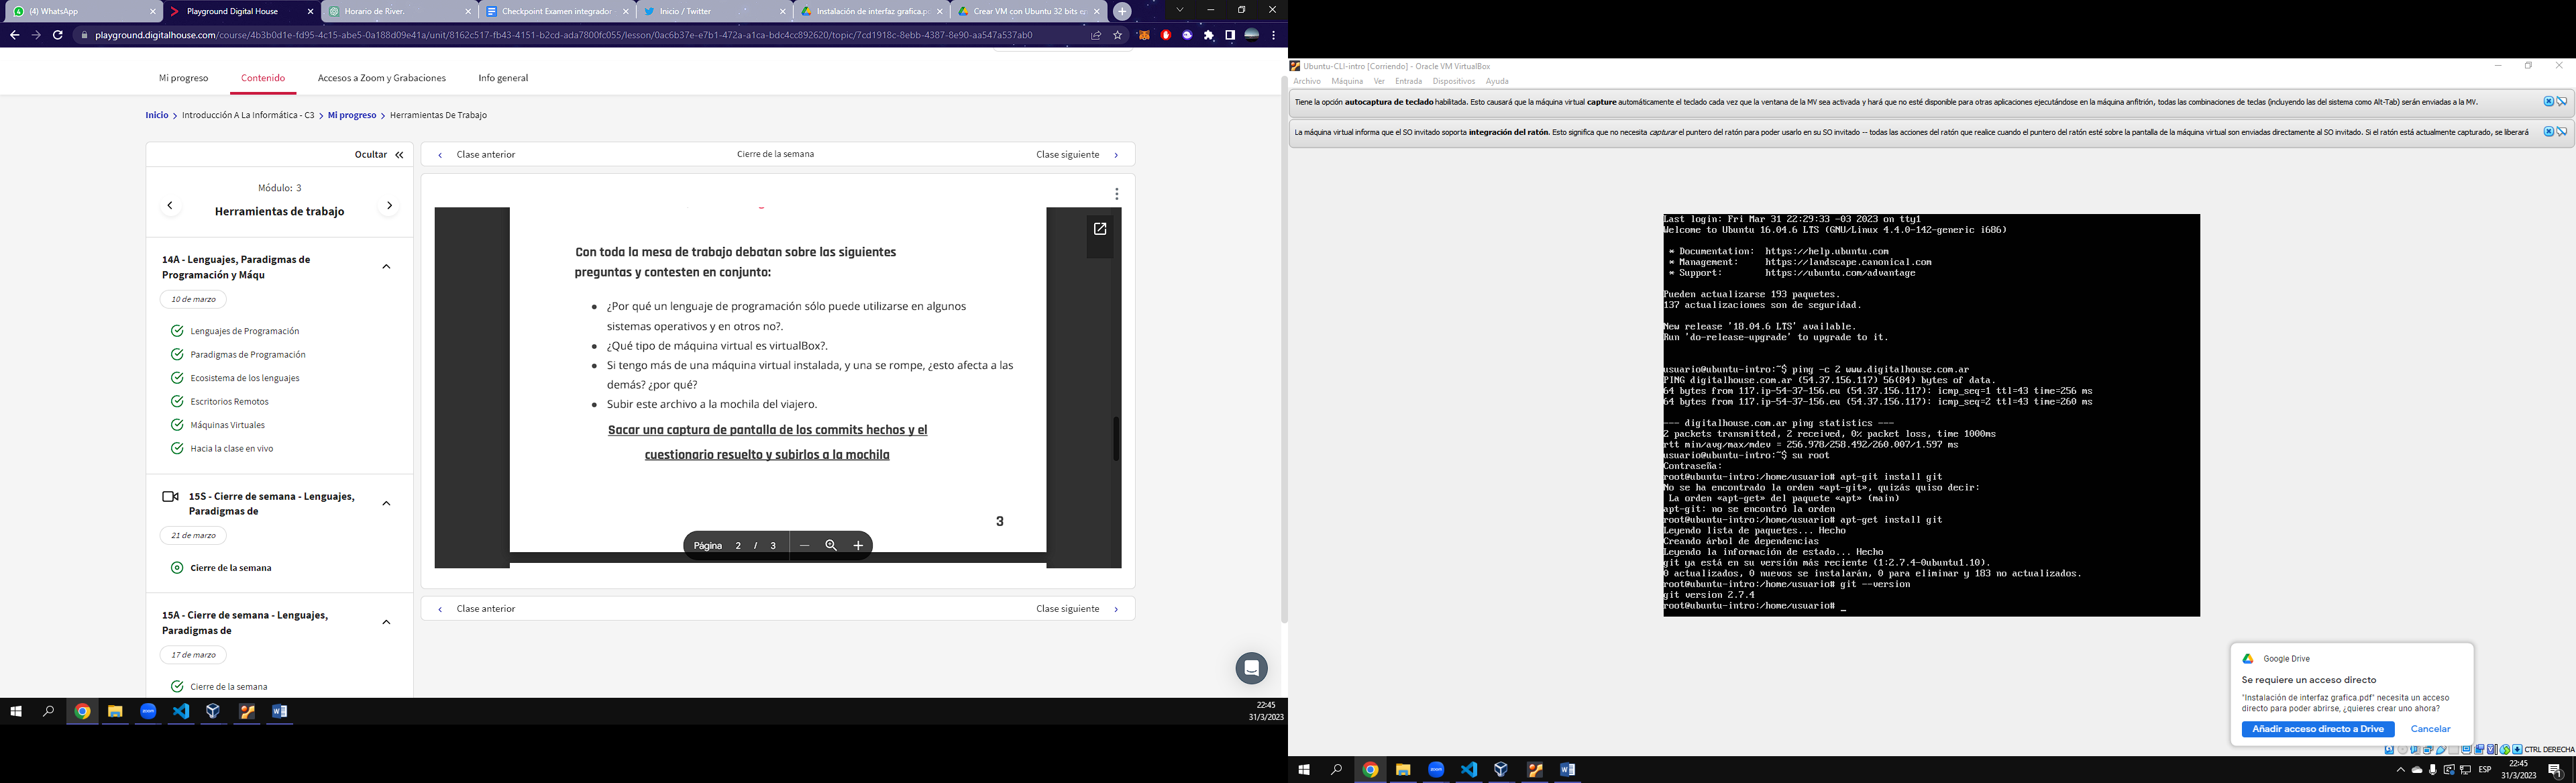 (4) WhatsApp
Playground Digital House
Horario de River.
Checkpoint Examen integrador
Inicio / Twitter
Instalación de interfaz grafica.p
Crear VM con Ubuntu 32 bits
playground.digitalhouse.com/course/4b3b0d1e-fd95-4c15-abe5-0a188d09e41a/unit/8162c517-fb43-4151-b2cd-ada7800fc055/lesson/0ac6b37e-e7b1-472a-a1ca-bdc4cc892620/topic/7cd1918c-8ebb-4387-8e90-aa547a537ab0
Mi progreso
Contenido
Accesos a Zoom y Grabaciones
Info general
Inicio > Introducción A La Informática - C3 > Mi progreso > Herramientas De Trabajo
Ocultar
Módulo: 3
Herramientas de trabajo
14A - Lenguajes, Paradigmas de
Programación y Máqu
10 de marzo
Lenguajes de Programación
Paradigmas de Programación
Ecosistema de los lenguajes
Escritorios Remotos
Máquinas Virtuales
Hacia la clase en vivo
15S - Cierre de semana - Lenguajes,
Paradigmas de
21 de marzo
Cierre de la semana
15A - Cierre de semana - Lenguajes,
Paradigmas de
17 de marzo
Cierre de la semana
Clase anterior
Cierre de la semana
Clase siguiente
Con toda la mesa de trabajo debatan sobre las siguientes
preguntas y contesten en conjunto:
● ¿Por qué un lenguaje de programación sólo puede utilizarse en algunos
sistemas operativos y en otros no?.
● ¿Qué tipo de máquina virtual es virtualBox?.
● Si tengo más de una máquina virtual instalada, y una se rompe, ¿esto afecta a las
demás? ¿por qué?
● Subir este archivo a la mochila del viajero.
Sacar una captura de pantalla de los commits hechos y el
cuestionario resuelto y subirlos a la mochila
3
Página 2 / 3
Clase anterior
Clase siguiente
22:45
31/3/2023
Ubuntu-CLI-intro [Corriendo] - Oracle VM VirtualBox
Archivo Máquina Ver Entrada Dispositivos Ayuda
Tiene la opción autocaptura de teclado habilitada. Esto causará que la máquina virtual capture automáticamente el teclado cada vez que la ventana de la MV sea activada y hará que no esté disponible para otras aplicaciones ejecutándose en la máquina anfitrión, todas las combinaciones de teclas (incluyendo las del sistema como Alt-Tab) serán enviadas a la MV.
La máquina virtual informa que el SO invitado soporta integración del ratón. Esto significa que no necesita capturar el puntero del ratón para poder usarlo en su SO invitado -- todas las acciones del ratón que realice cuando el puntero del ratón esté sobre la pantalla de la máquina virtual son enviadas directamente al SO invitado. Si el ratón está actualmente capturado, se liberará
Last login: Fri Mar 31 22:29:33 -03 2023 on tty1
Welcome to Ubuntu 16.04.6 LTS (GNU/Linux 4.4.0-142-generic i686)
* Documentation: https://help.ubuntu.com
* Management: https://landscape.canonical.com
* Support: https://ubuntu.com/advantage
Pueden actualizarse 193 paquetes.
137 actualizaciones son de seguridad.
New release '18.04.6 LTS' available.
Run 'do-release-upgrade' to upgrade to it.
usuario@ubuntu-intro:~$ ping -c 2 www.digitalhouse.com.ar
PING digitalhouse.com.ar (54.37.156.117) 56(84) bytes of data.
64 bytes from 117.ip-54-37-156.eu (54.37.156.117): icmp_seq=1 ttl=43 time=256 ms
64 bytes from 117.ip-54-37-156.eu (54.37.156.117): icmp_seq=2 ttl=43 time=260 ms
--- digitalhouse.com.ar ping statistics ---
2 packets transmitted, 2 received, 0% packet loss, time 1000ms
rtt min/avg/max/mdev = 256.978/258.492/260.007/1.597 ms
usuario@ubuntu-intro:~$ su root
Contraseña:
root@ubuntu-intro:/home/usuario# apt-git install git
No se ha encontrado la orden «apt-git», quizás quiso decir:
La orden «apt-get» del paquete «apt» (main)
apt-git: no se encontró la orden
root@ubuntu-intro:/home/usuario# apt-get install git
Leyendo lista de paquetes... Hecho
Creando árbol de dependencias
Leyendo la información de estado... Hecho
git ya está en su versión más reciente (1:2.7.4-0ubuntu1.10).
0 actualizados, 0 nuevos se instalarán, 0 para eliminar y 183 no actualizados.
root@ubuntu-intro:/home/usuario# git --version
git version 2.7.4
root@ubuntu-intro:/home/usuario# _
Google Drive
Se requiere un acceso directo
"Instalación de interfaz grafica.pdf" necesita un acceso
directo para poder abrirse, ¿quieres crear uno ahora?
Añadir acceso directo a Drive
Cancelar
CTRL DERECHA
ESP
22:45
31/3/2023